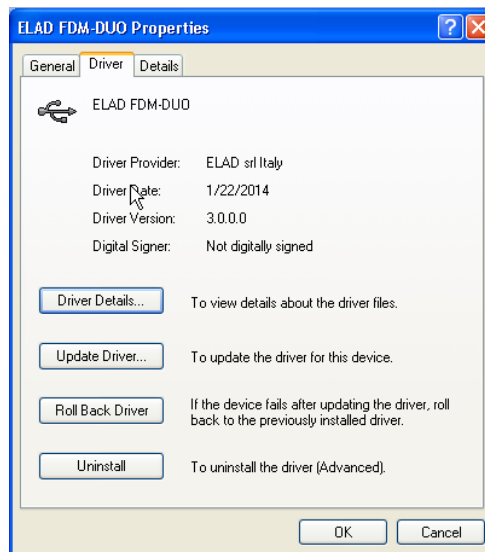 ELAD FDM-DUO Properties
General Driver Details
ELAD FDM-DUO
Driver Provider: ELAD srl Italy
Driver Date: 1/22/2014
Driver Version: 3.0.0.0
Digital Signer: Not digitally signed
Driver Details... To view details about the driver files.
Update Driver... To update the driver for this device.
Roll Back Driver If the device fails after updating the driver, roll
back to the previously installed driver.
Uninstall To uninstall the driver (Advanced).
OK Cancel